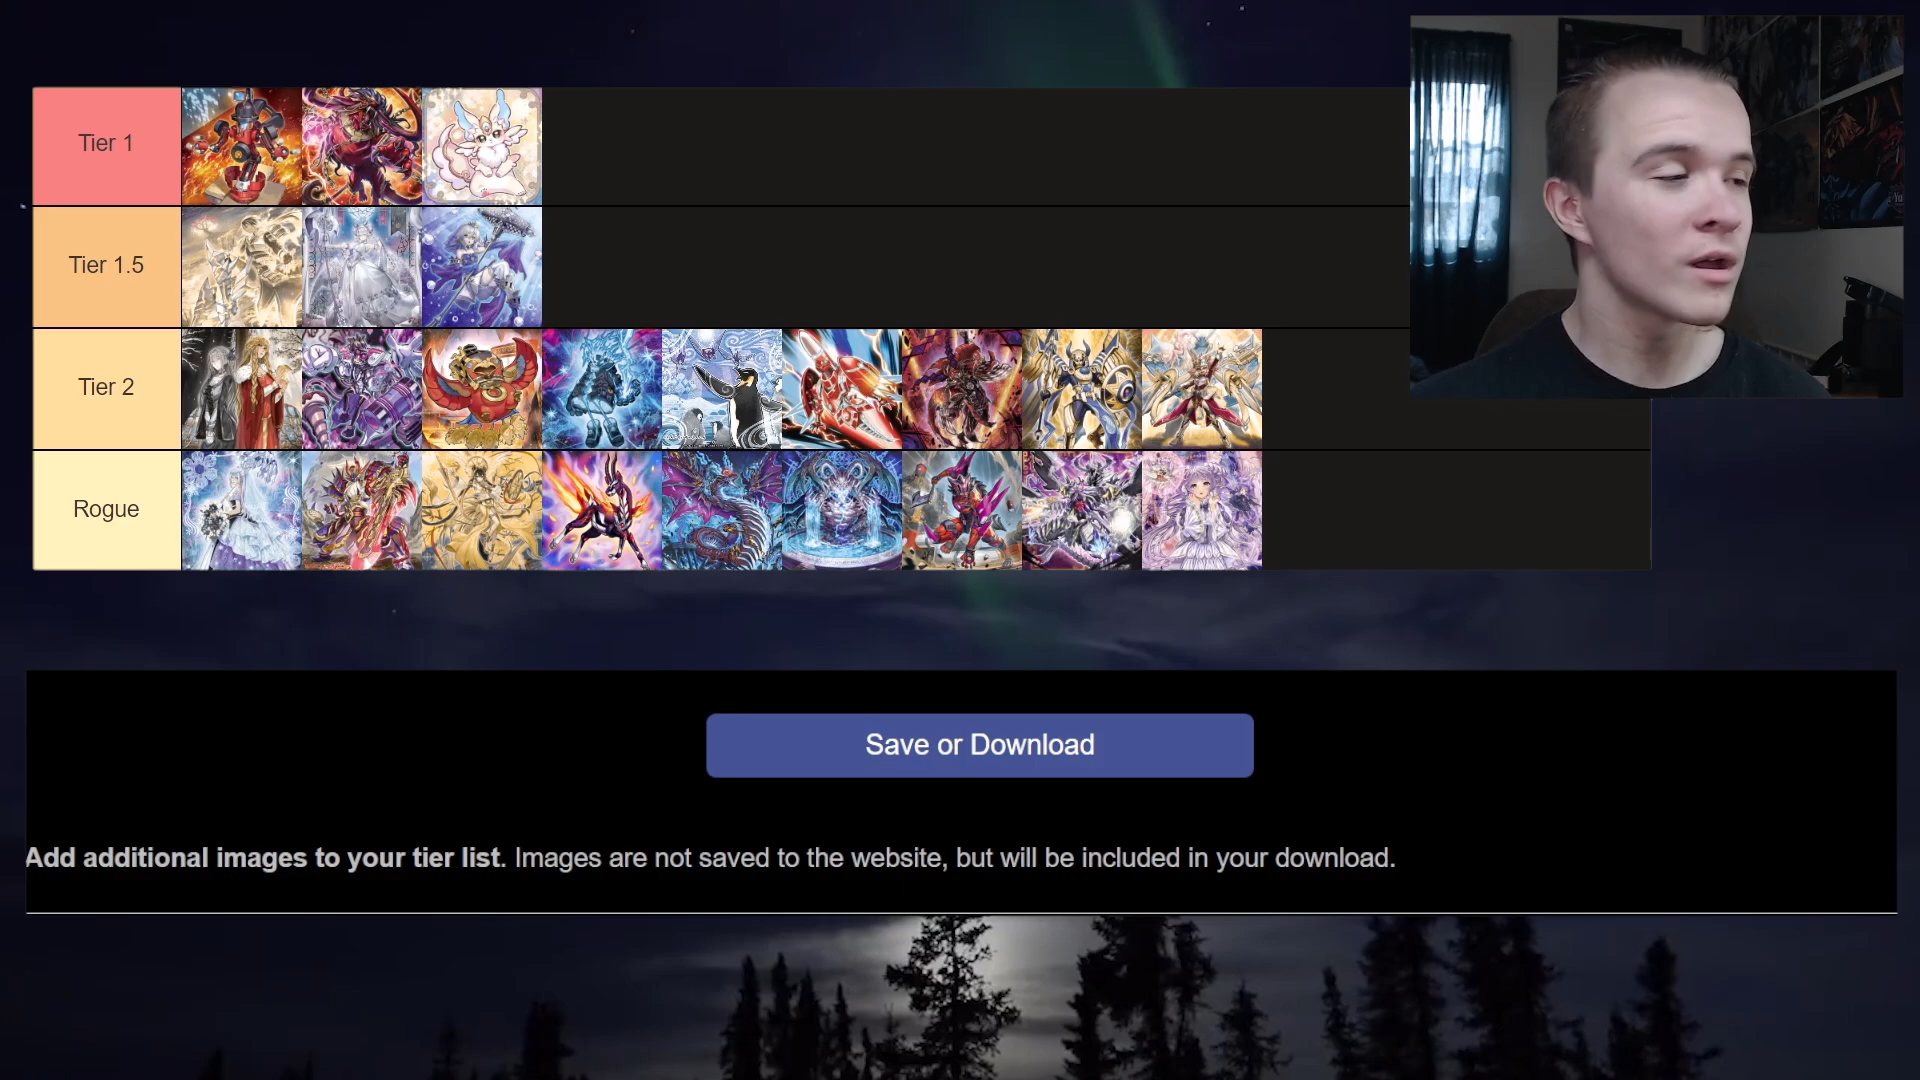 Tier 1
Tier 1.5
Tier 2
Rogue
Save or Download
Add additional images to your tier list. Images are not saved to the website, but will be included in your download.